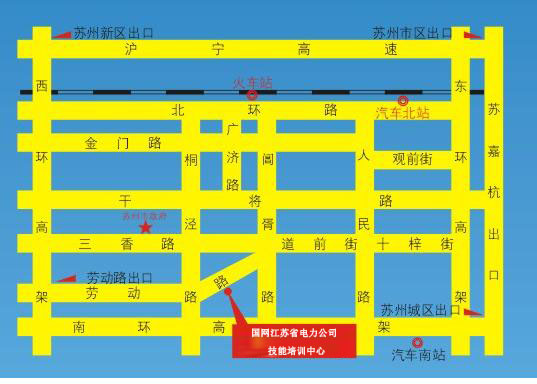 苏州新区出口
苏州市区出口
沪宁高速
火车站
汽车北站
北环路
金门路
观前街
干将路
苏州市政府
三香路
道前街
十梓街
劳动路出口
劳动路
苏州城区出口
南环高架
国网江苏省电力公司
技能培训中心
汽车南站
西环高架
桐泾路
广济路
阊胥路
人民路
东环高架
苏嘉杭出口